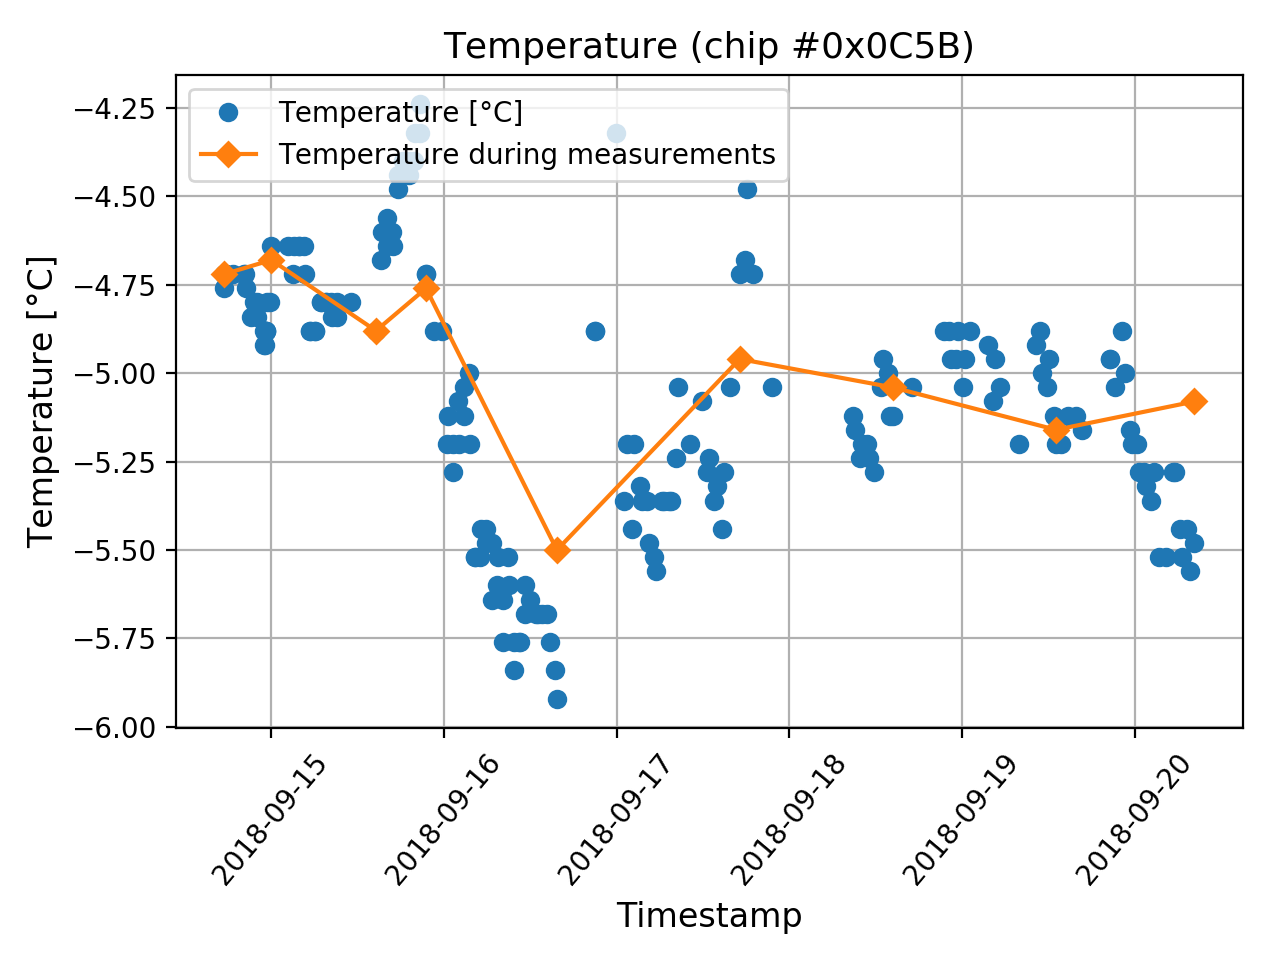 Temperature (chip #0x0C5B)
Temperature [°C]
Temperature during measurements
Temperature [°C]
−4.25
−4.50
−4.75
−5.00
−5.25
−5.50
−5.75
−6.00
2018-09-15
2018-09-16
2018-09-17
2018-09-18
2018-09-19
2018-09-20
Timestamp